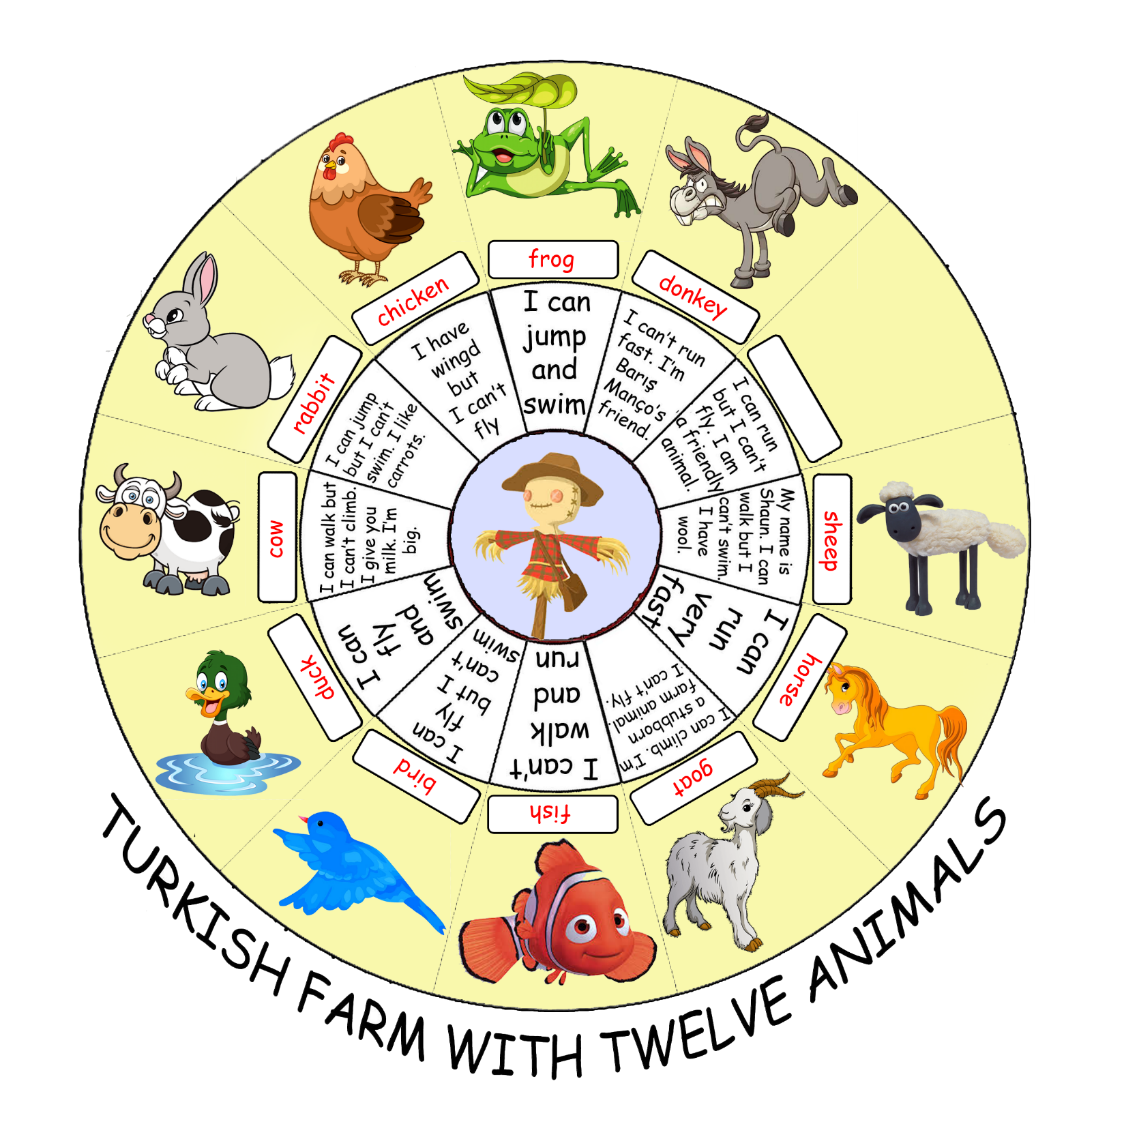 frog
I can
jump
and
swim
donkey
I can't run
fast. I'm
Barış
Manço's
friend.
I can run
but I can't
fly. I am
a friendly
animal.
sheep
My name is
Shaun. I can
walk but I
can't swim.
I have
wool.
horse
I can
run
very
fast
goat
I can climb. I'm
a stubborn
farm animal.
I can't fly.
fish
I can't
walk
and
run
bird
I can
fly
but I
can't
swim
duck
I can
fly
and
swim
cow
I can walk but
I can't climb.
I give you
milk. I'm
big.
rabbit
I can jump
but I can't
swim. I like
carrots.
chicken
I have
wingd
but
I can't
fly
TURKISH FARM WITH TWELVE ANIMALS